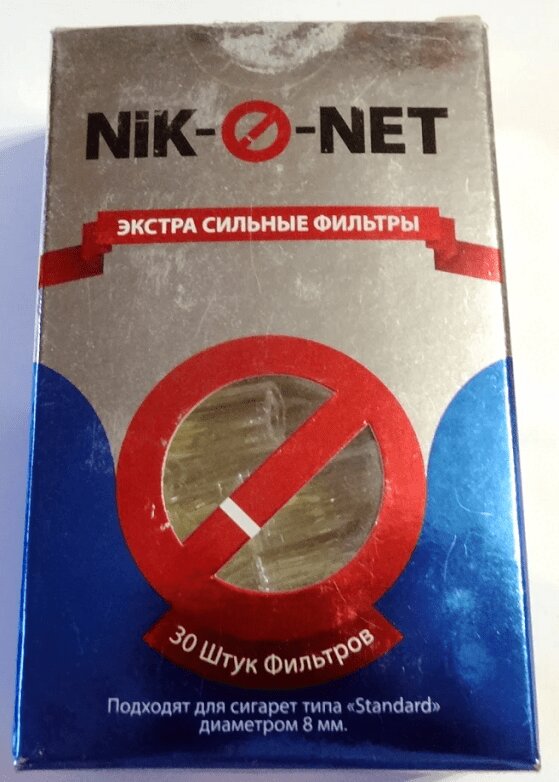 NiK-O-NET
ЭКСТРА СИЛЬНЫЕ ФИЛЬТРЫ
30 Штук Фильтров
Подходят для сигарет типа «Standard»
диаметром 8 мм.